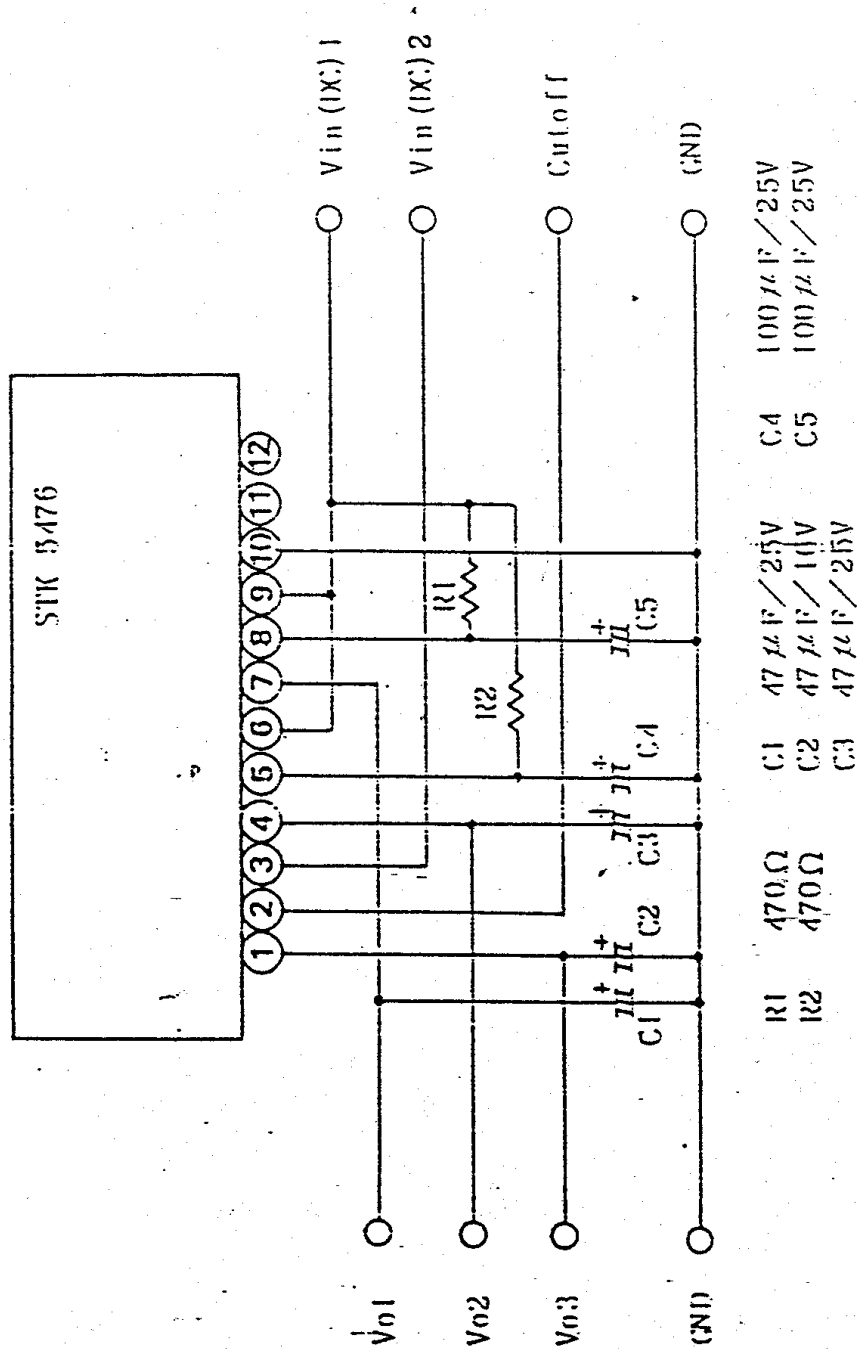 STK 5476
1 2 3 4 5 6 7 8 9 10 11 12
Vin(DC)1
Vin(DC)2
Cutoff
GND
Vo1
Vo2
Vo3
GND
R1
R2
C1
C2
C3
C4
C5
R1 470Ω
R2 470Ω
C1 47μF/25V
C2 47μF/10V
C3 47μF/25V
C4 100μF/25V
C5 100μF/25V